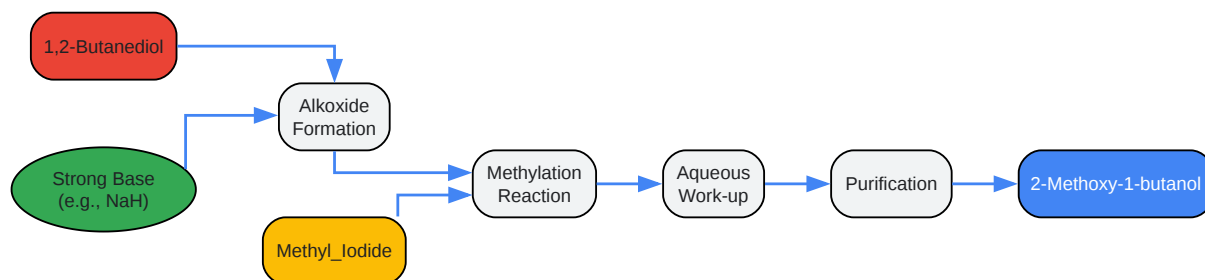 1,2-Butanediol
Alkoxide
Formation
Strong Base
(e.g., NaH)
Methylation
Reaction
Aqueous
Work-up
Purification
2-Methoxy-1-butanol
Methyl_Iodide